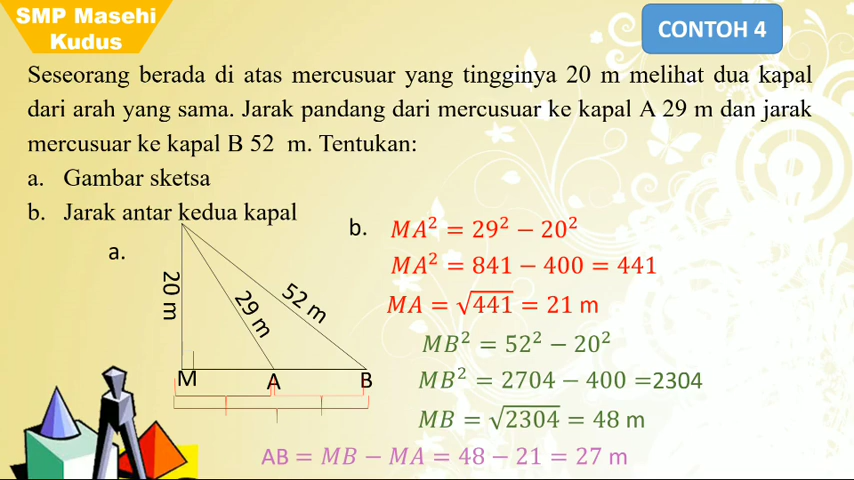 SMP Masehi
Kudus
CONTOH 4
Seseorang berada di atas mercusuar yang tingginya 20 m melihat dua kapal
dari arah yang sama. Jarak pandang dari mercusuar ke kapal A 29 m dan jarak
mercusuar ke kapal B 52 m. Tentukan:
a. Gambar sketsa
b. Jarak antar kedua kapal
a.
20 m
29 m
52 m
M
A
B
b. MA² = 29² − 20²
MA² = 841 − 400 = 441
MA = √441 = 21 m
MB² = 52² − 20²
MB² = 2704 − 400 =2304
MB = √2304 = 48 m
AB = MB − MA = 48 − 21 = 27 m